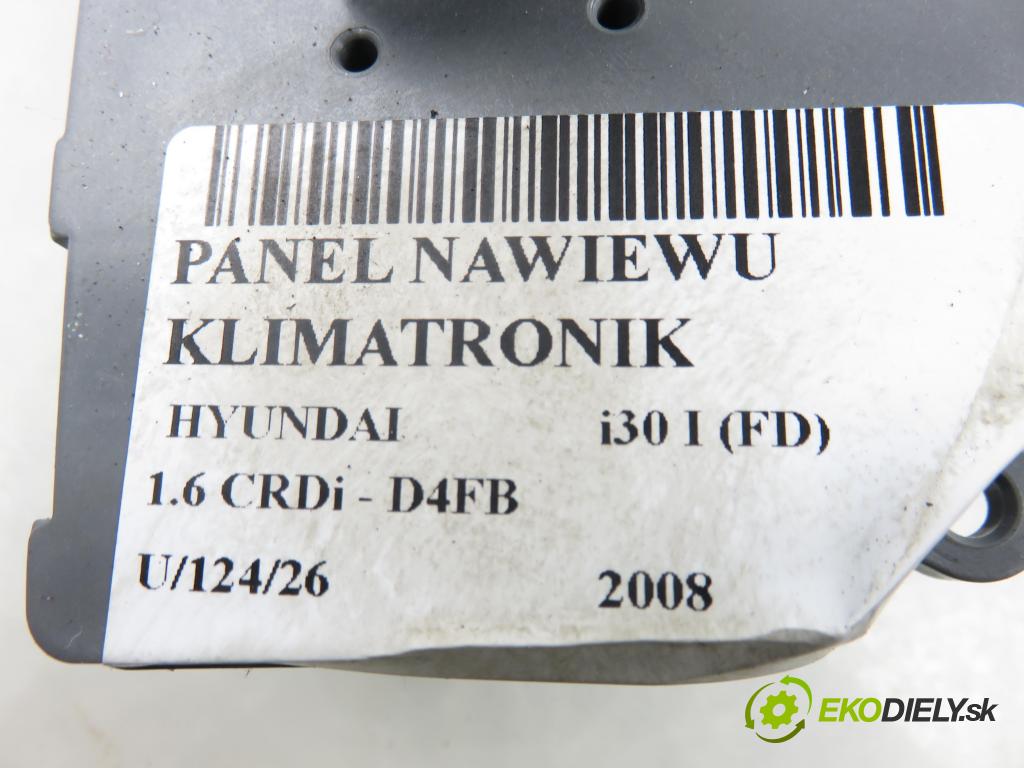 PANEL NAWIEWU
KLIMATRONIK
HYUNDAI i30 I (FD)
1.6 CRDi - D4FB
U/124/26 2008
EKODIELY.sk